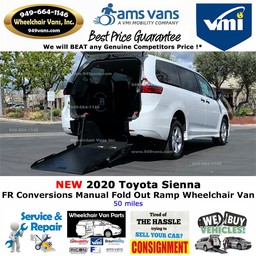 949-664-1146
Wheelchair Vans, Inc.
949vans.com
ams vans
A VMI MOBILITY COMPANY
vmi
Best Price Guarantee
We will BEAT any Genuine Competitors Price !*
NEW 2020 Toyota Sienna
FR Conversions Manual Fold Out Ramp Wheelchair Van
50 miles
Service &
Repair
Wheelchair Van Parts
TIRED OF
THE HASSLE
trying to
SELL YOUR CAR?
CONSIGNMENT
WE BUY
VEHICLES!